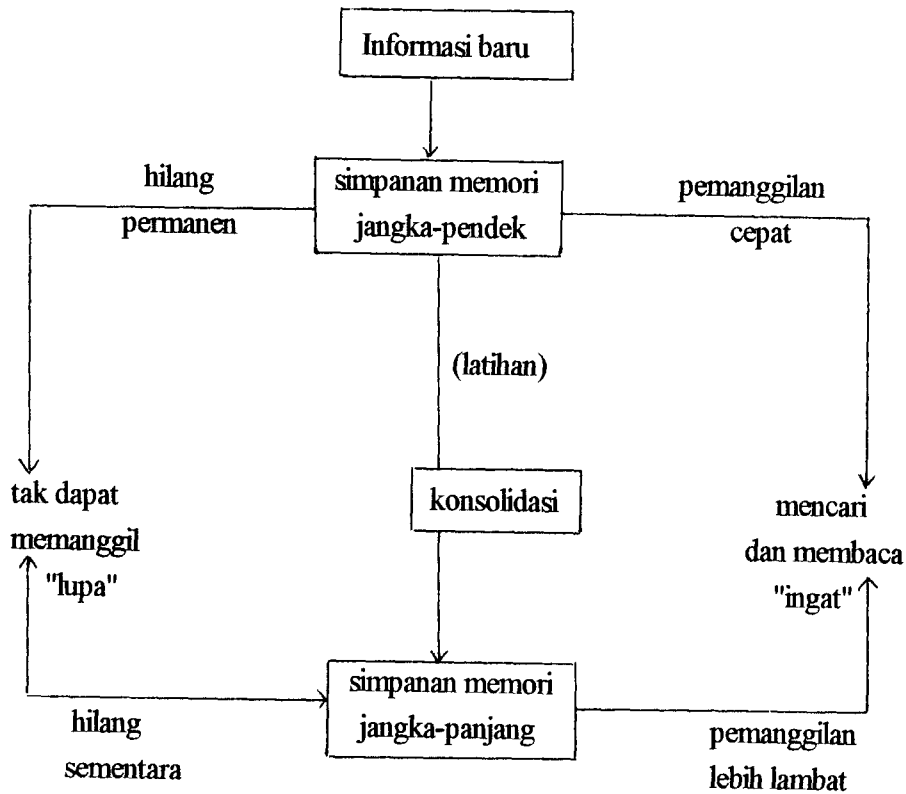 Informasi baru
simpanan memori
jangka-pendek
hilang
permanen
pemanggilan
cepat
(latihan)
konsolidasi
tak dapat
memanggil
"lupa"
mencari
dan membaca
"ingat"
simpanan memori
jangka-panjang
hilang
sementara
pemanggilan
lebih lambat